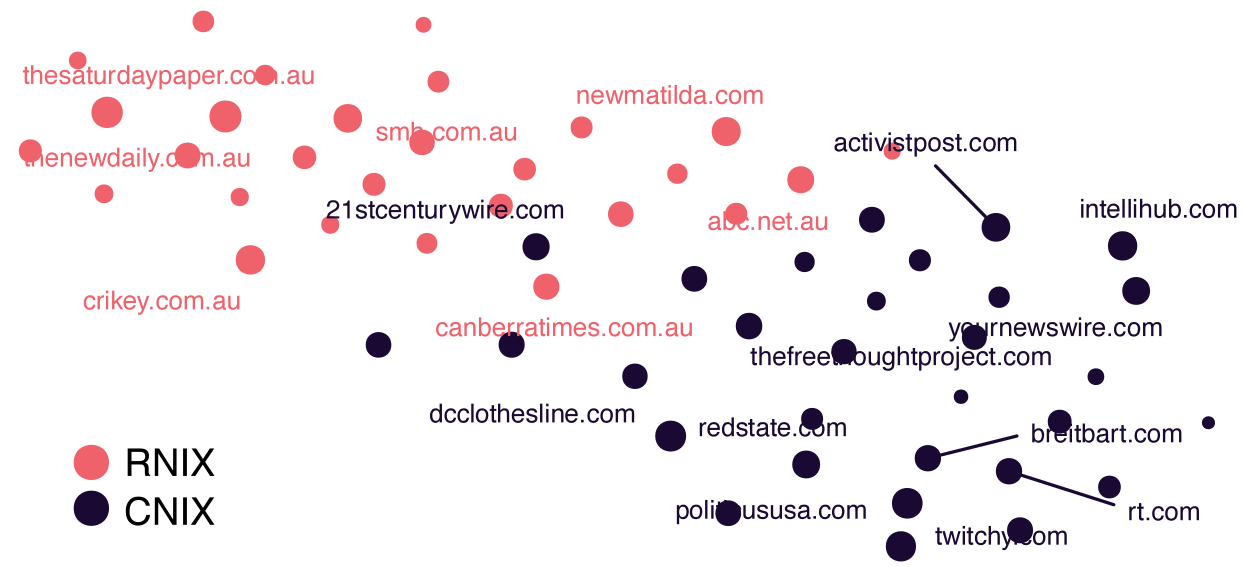 thesaturdaypaper.com.au
newmatilda.com
smh.com.au
activistpost.com
thenewdaily.com.au
21stcenturywire.com
intellihub.com
abc.net.au
crikey.com.au
canberratimes.com.au
yournewswire.com
thefreethoughtproject.com
dcclothesline.com
redstate.com
breitbart.com
RNIX
CNIX
politicususa.com
rt.com
twitchy.com